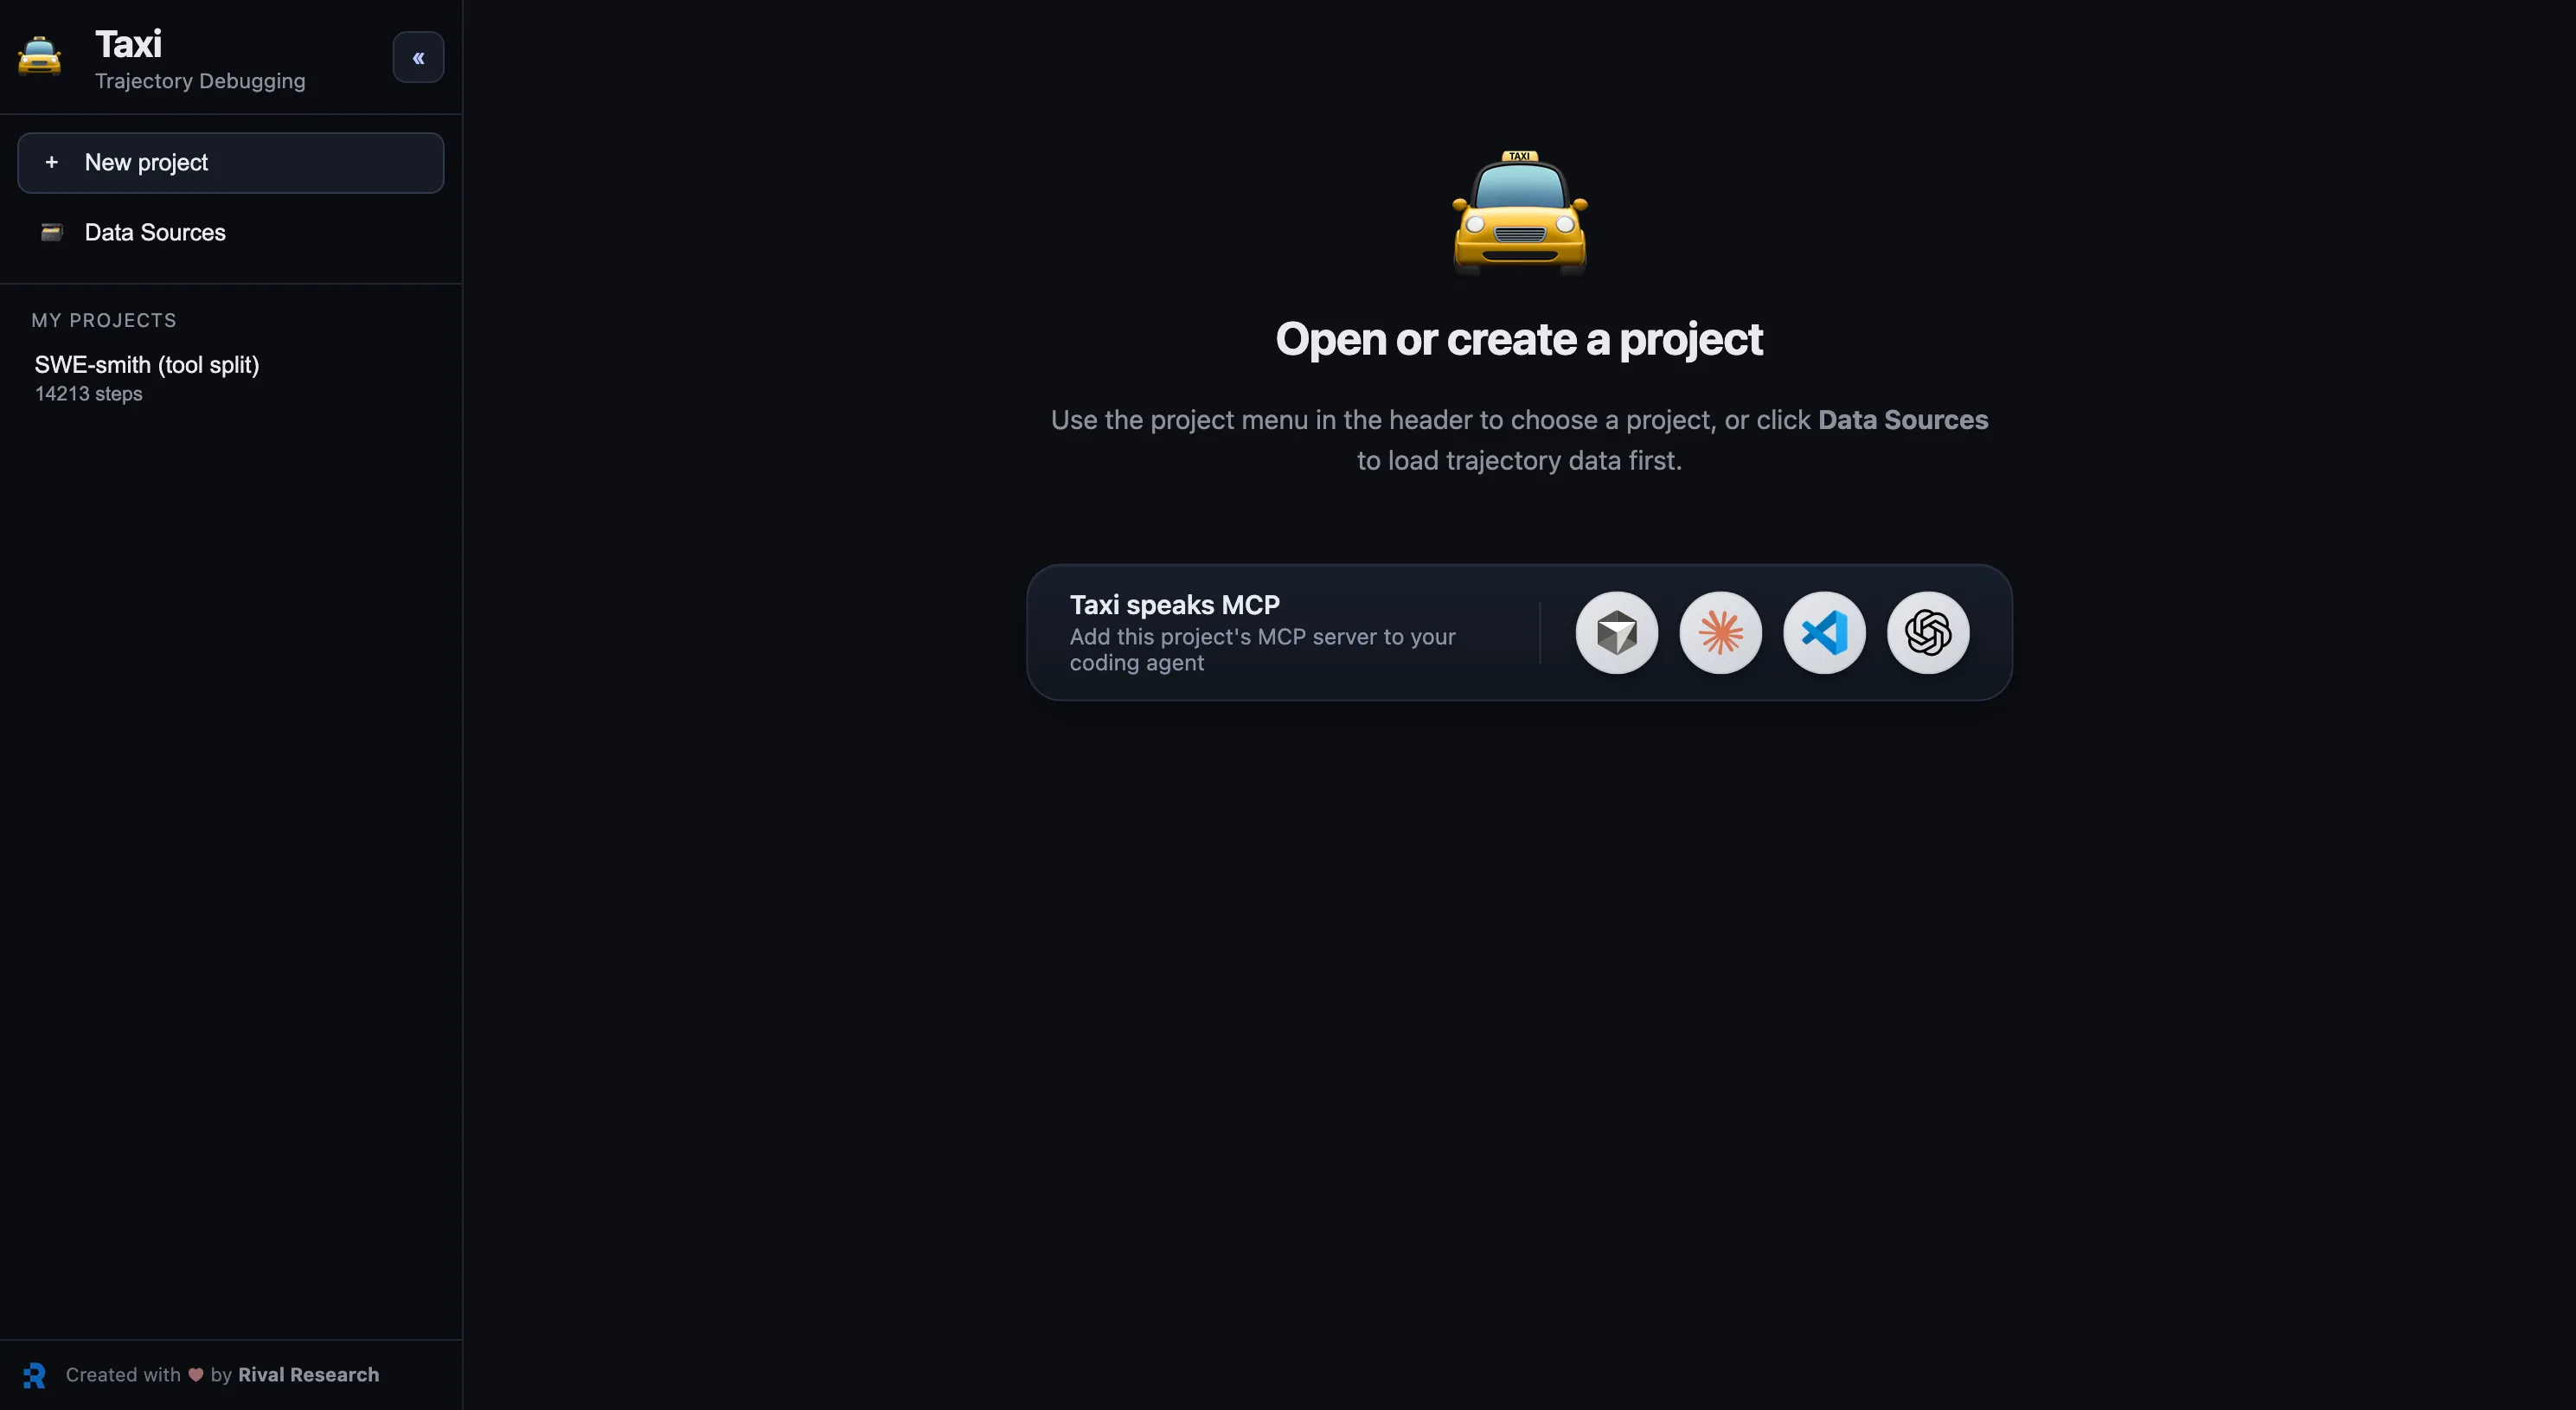 Taxi
Trajectory Debugging
«
+ New project
Data Sources
MY PROJECTS
SWE-smith (tool split)
14213 steps
TAXI
Open or create a project
Use the project menu in the header to choose a project, or click Data Sources
to load trajectory data first.
Taxi speaks MCP
Add this project's MCP server to your
coding agent
Created with ♥ by Rival Research